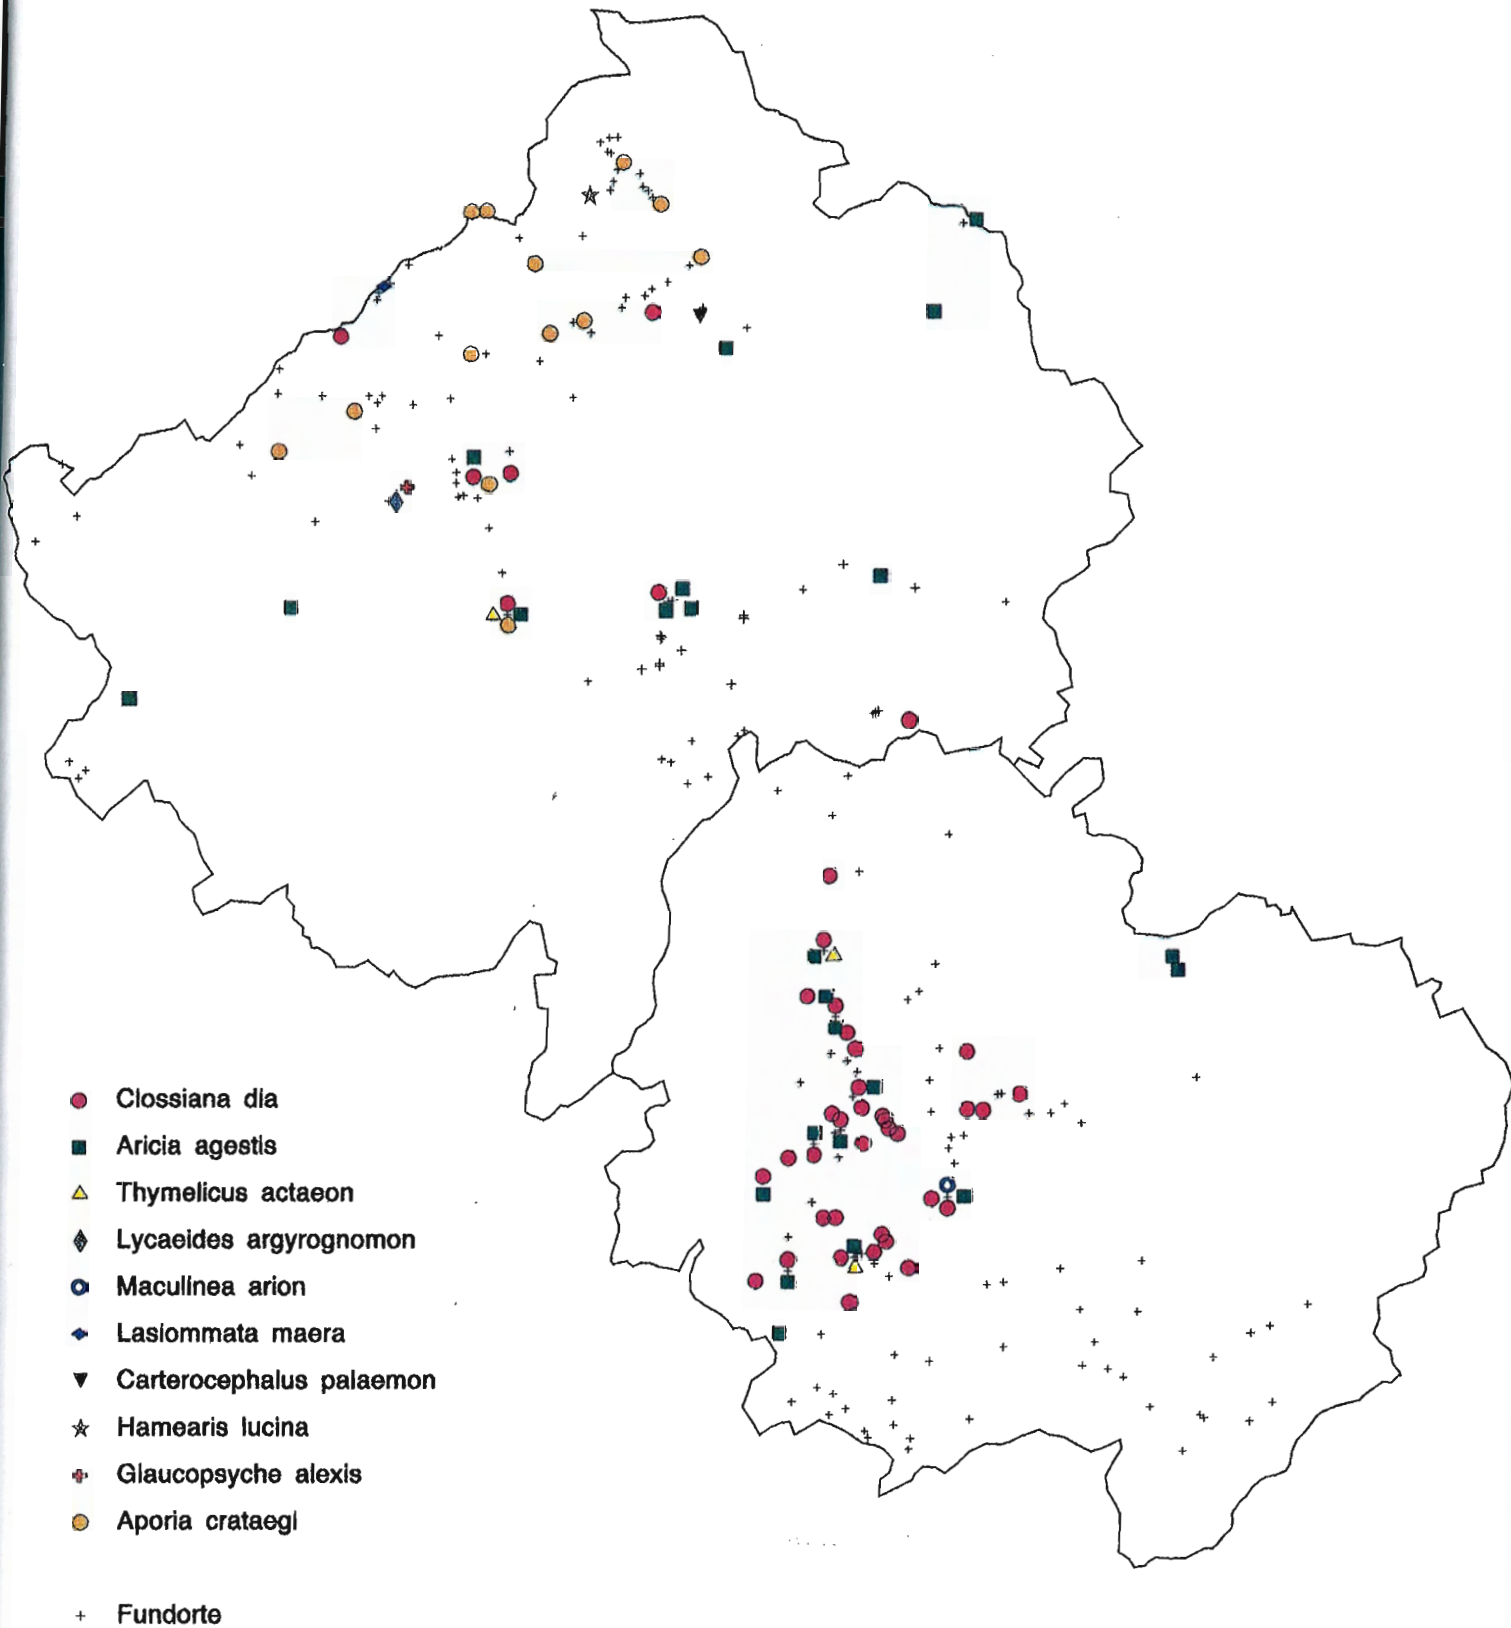 Clossiana dia
Aricia agestis
Thymelicus actaeon
Lycaeides argyrognomon
Maculinea arion
Lasiommata maera
Carterocephalus palaemon
Hamearis lucina
Glaucopsyche alexis
Aporia crataegi
Fundorte